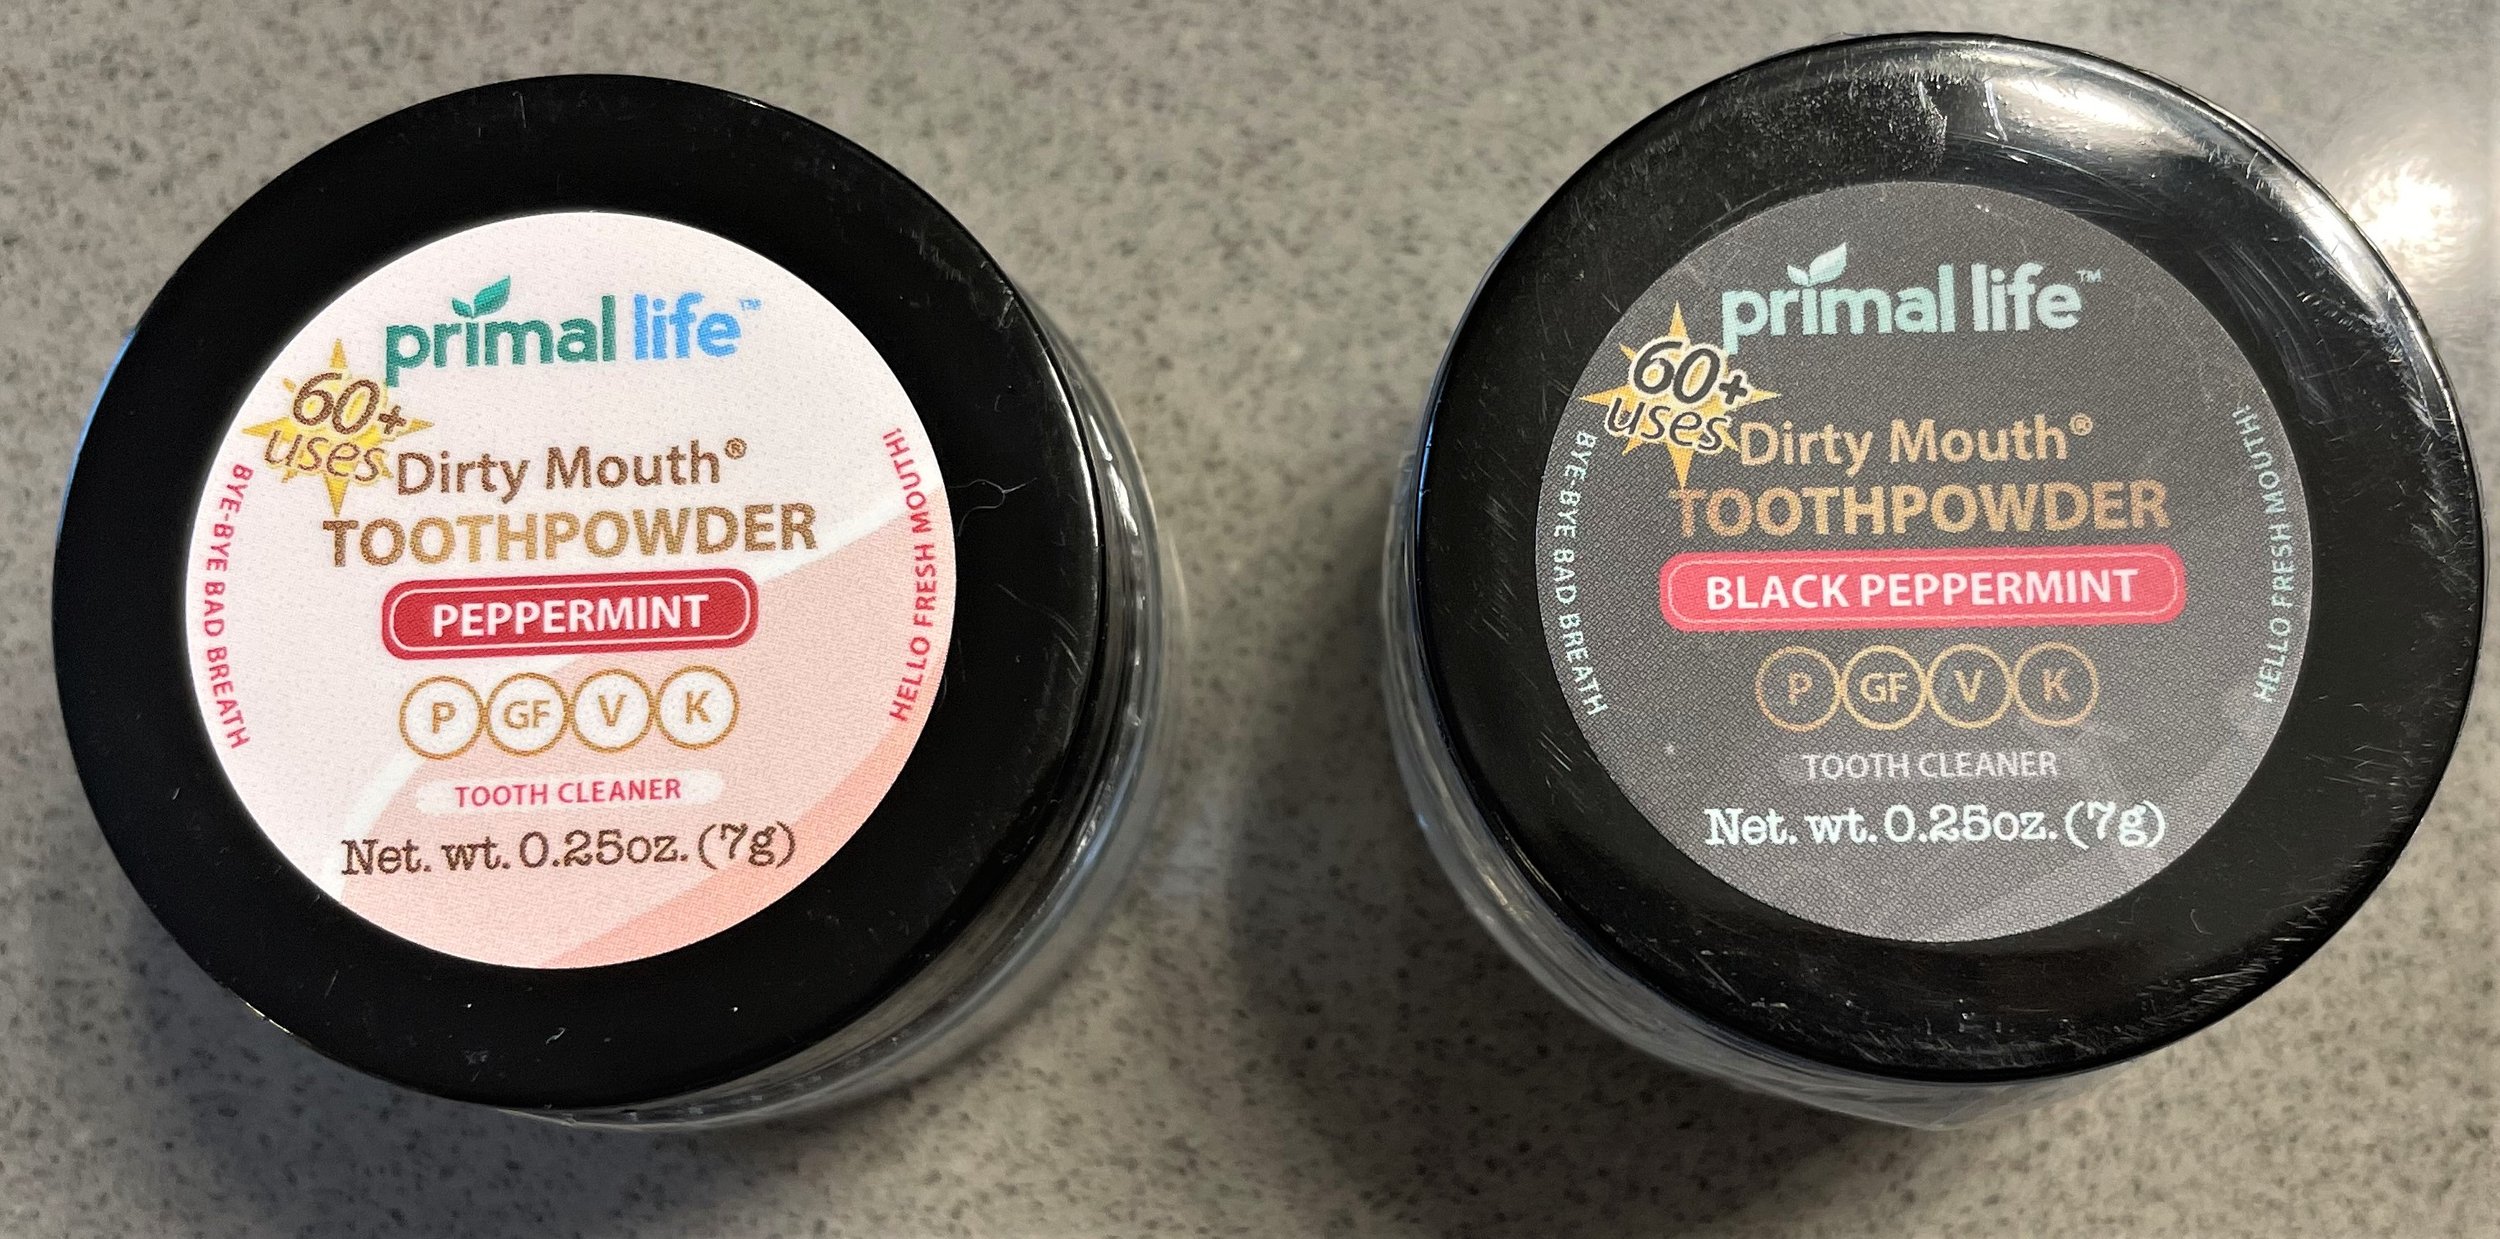 primal life™
60+
uses
Dirty Mouth®
TOOTHPOWDER
PEPPERMINT
P GF V K
TOOTH CLEANER
Net. wt. 0.25oz. (7g)
BYE-BYE BAD BREATH
HELLO FRESH MOUTH!
primal life™
60+
uses
Dirty Mouth®
TOOTHPOWDER
BLACK PEPPERMINT
P GF V K
TOOTH CLEANER
Net. wt. 0.25oz. (7g)
BYE-BYE BAD BREATH
HELLO FRESH MOUTH!